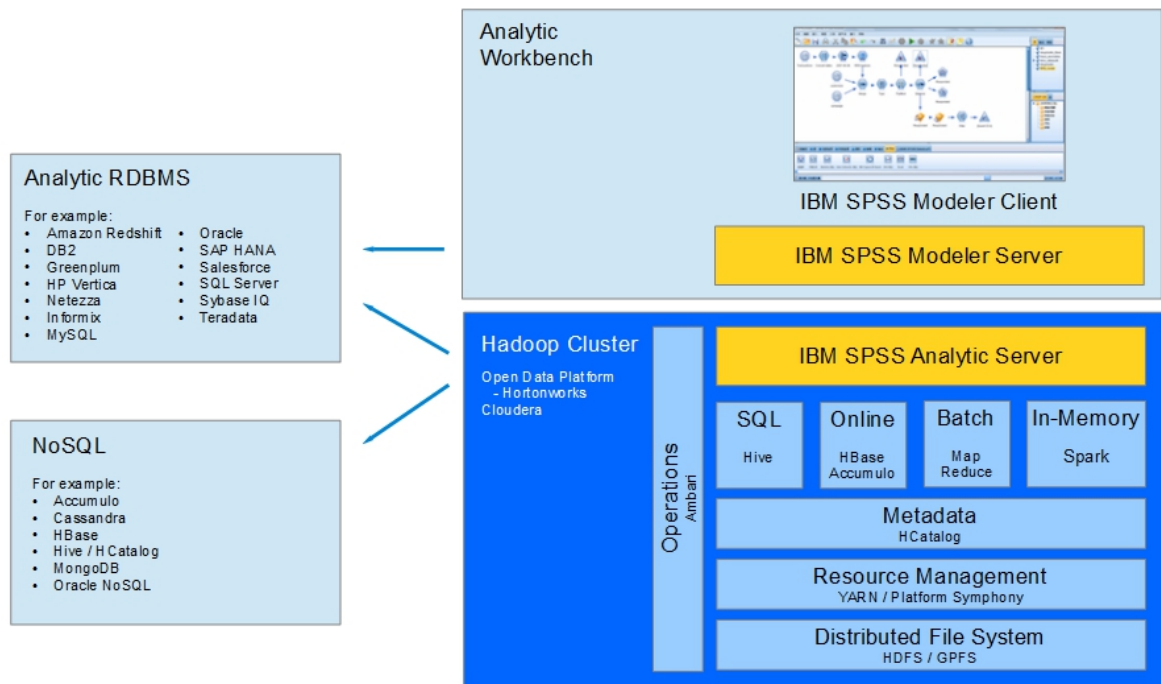 Analytic
Workbench
IBM SPSS Modeler Client
IBM SPSS Modeler Server
Analytic RDBMS
For example:
• Amazon Redshift
• DB2
• Greenplum
• HP Vertica
• Netezza
• Informix
• MySQL
• Oracle
• SAP HANA
• Salesforce
• SQL Server
• Sybase IQ
• Teradata
NoSQL
For example:
• Accumulo
• Cassandra
• HBase
• Hive / HCatalog
• MongoDB
• Oracle NoSQL
Hadoop Cluster
Open Data Platform
- Hortonworks
Cloudera
Operations
Ambari
IBM SPSS Analytic Server
SQL
Hive
Online
HBase
Accumulo
Batch
Map
Reduce
In-Memory
Spark
Metadata
HCatalog
Resource Management
YARN / Platform Symphony
Distributed File System
HDFS / GPFS